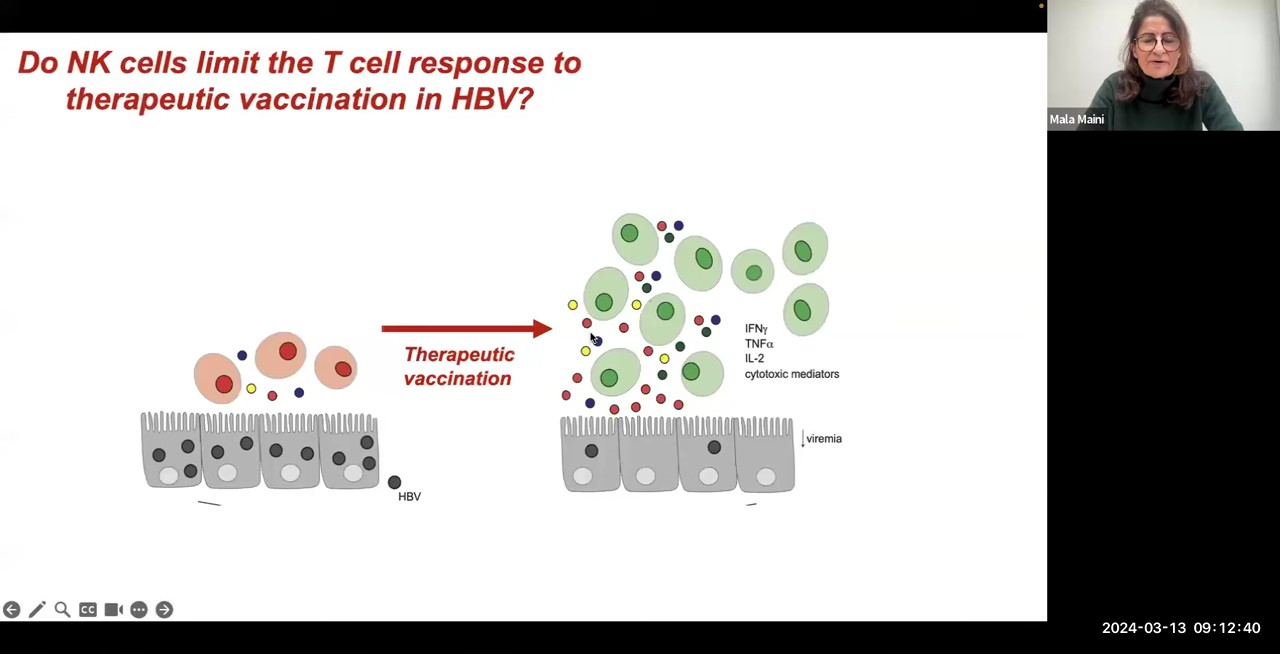 Do NK cells limit the T cell response to
therapeutic vaccination in HBV?
Mala Maini
Therapeutic
vaccination
IFNγ
TNFα
IL-2
cytotoxic mediators
↓viremia
HBV
CC
2024-03-13 09:12:40